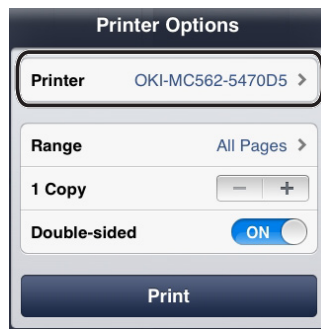 Printer Options
Printer OKI-MC562-5470D5 >
Range All Pages >
1 Copy − +
Double-sided ON
Print